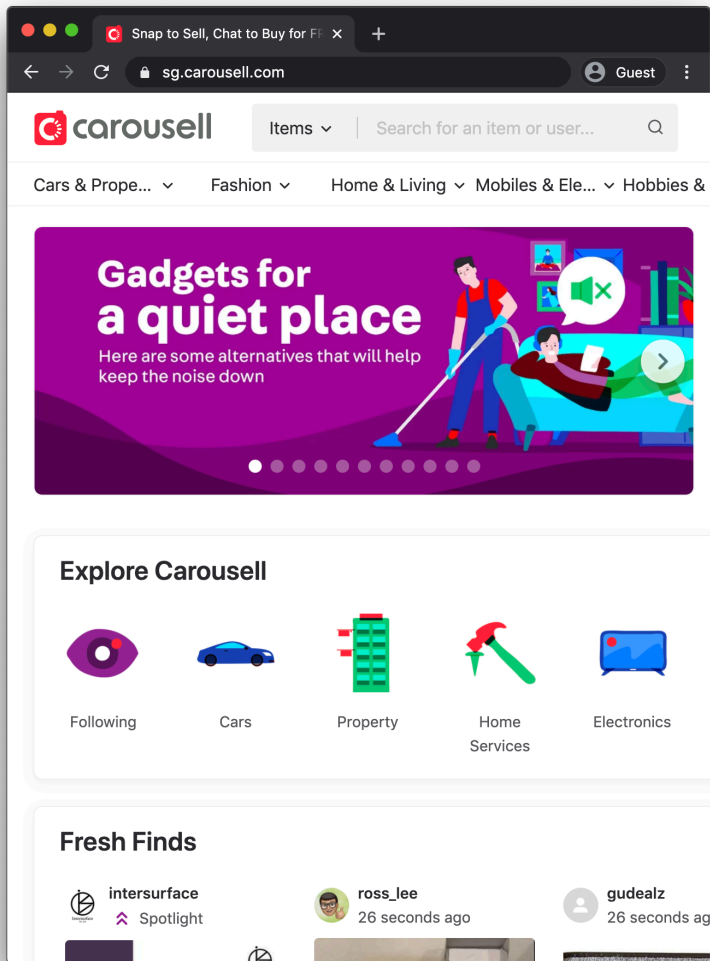 Snap to Sell, Chat to Buy for FR
sg.carousell.com
Guest
carousell
Items
Search for an item or user...
Cars & Prope... Fashion Home & Living Mobiles & Ele... Hobbies &
Gadgets for
a quiet place
Here are some alternatives that will help
keep the noise down
Explore Carousell
Following Cars Property Home Electronics
Services
Fresh Finds
intersurface ross_lee gudealz
Spotlight 26 seconds ago 26 seconds ag